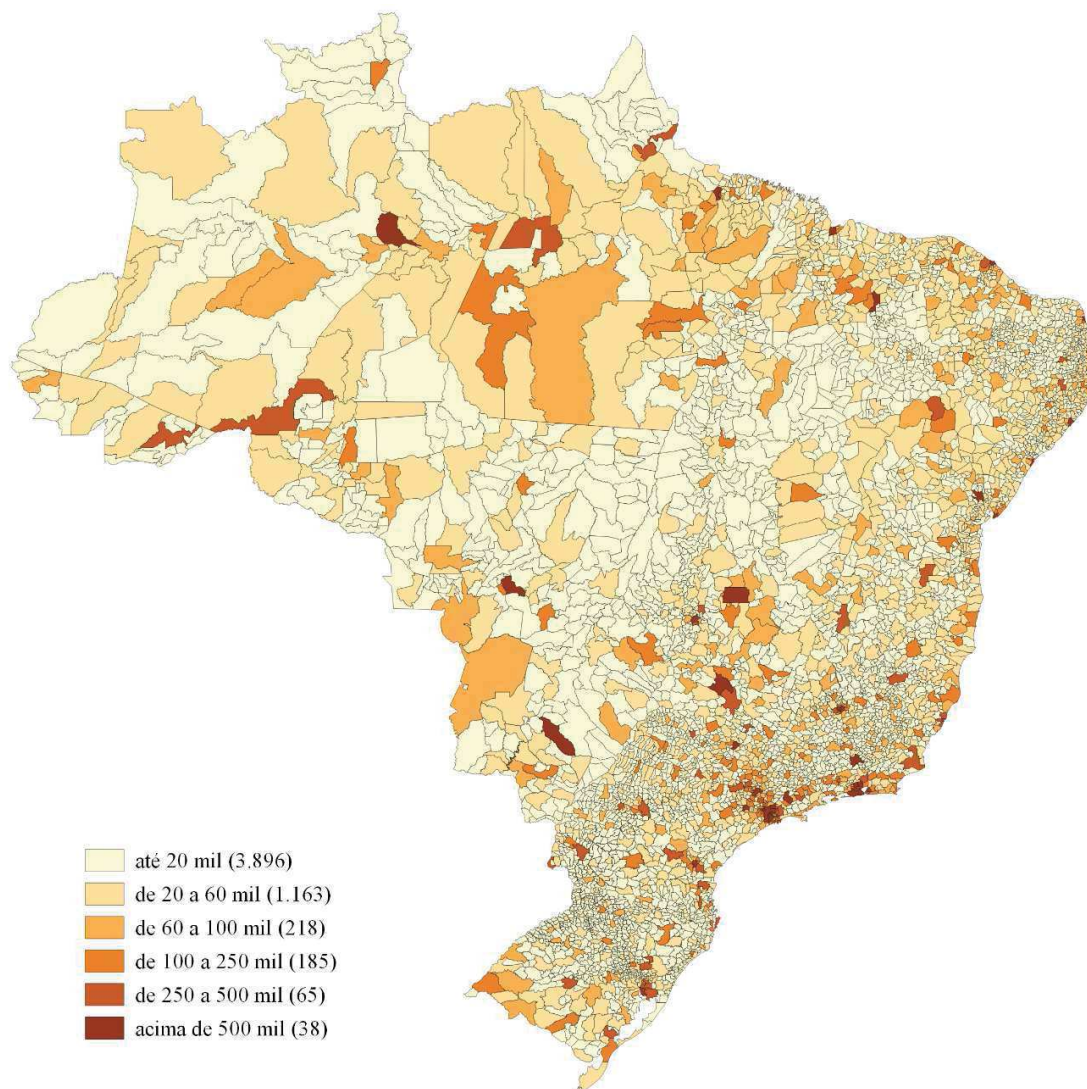 até 20 mil (3.896)
de 20 a 60 mil (1.163)
de 60 a 100 mil (218)
de 100 a 250 mil (185)
de 250 a 500 mil (65)
acima de 500 mil (38)